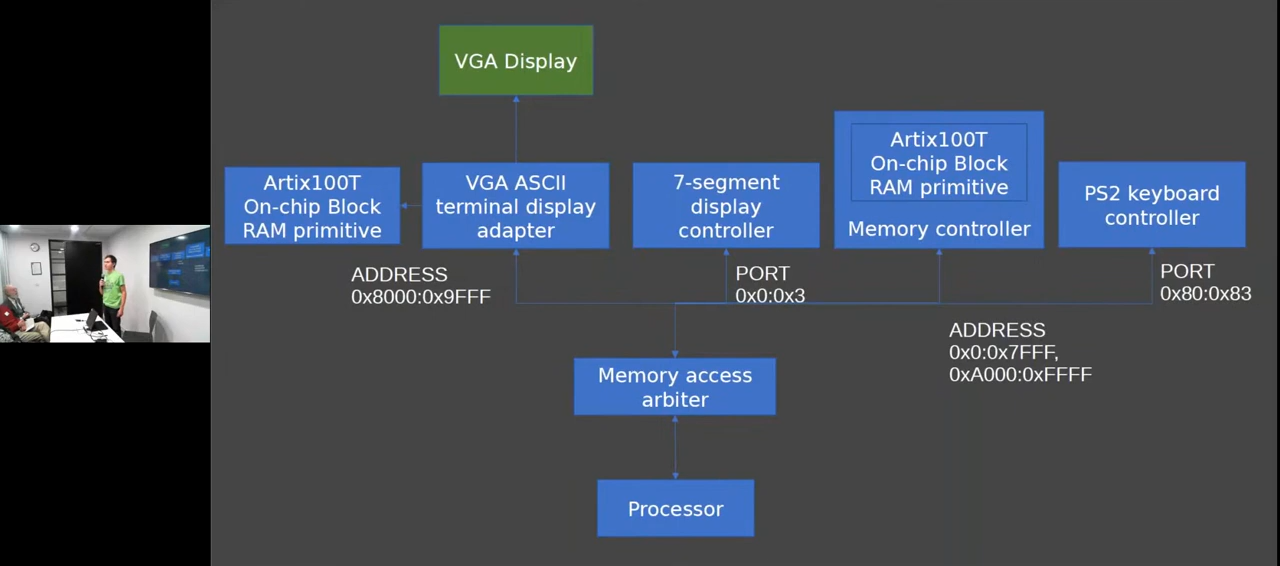 VGA Display
Artix100T
On-chip Block
RAM primitive
VGA ASCII
terminal display
adapter
7-segment
display
controller
Artix100T
On-chip Block
RAM primitive
Memory controller
PS2 keyboard
controller
ADDRESS
0x8000:0x9FFF
PORT
0x0:0x3
PORT
0x80:0x83
ADDRESS
0x0:0x7FFF,
0xA000:0xFFFF
Memory access
arbiter
Processor